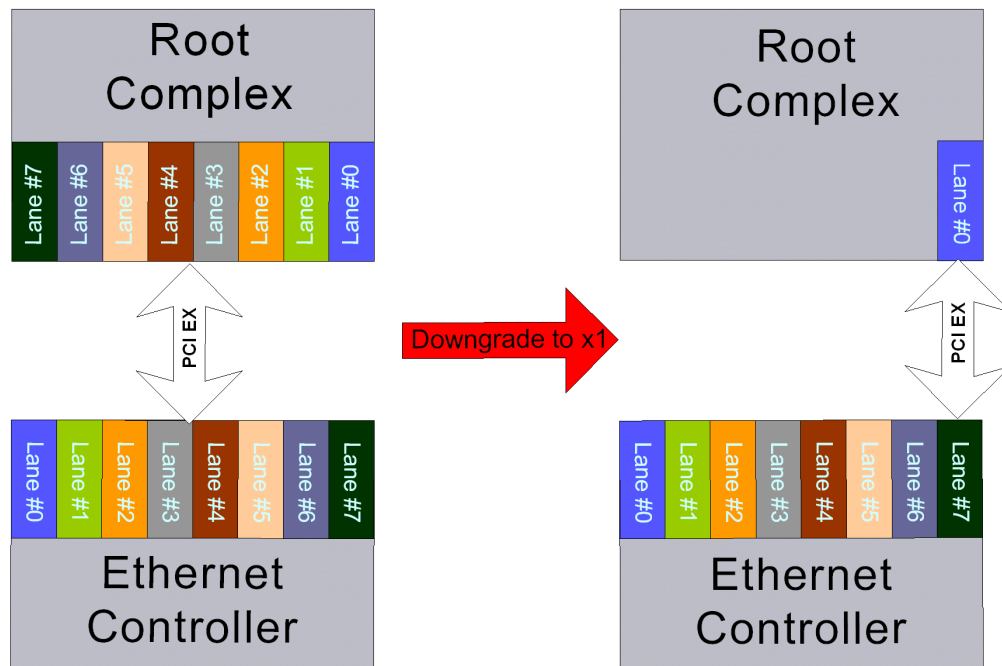 Root
Complex
Lane #7
Lane #6
Lane #5
Lane #4
Lane #3
Lane #2
Lane #1
Lane #0
PCI EX
Lane #0
Lane #1
Lane #2
Lane #3
Lane #4
Lane #5
Lane #6
Lane #7
Ethernet
Controller
Downgrade to x1
Root
Complex
Lane #0
PCI EX
Lane #0
Lane #1
Lane #2
Lane #3
Lane #4
Lane #5
Lane #6
Lane #7
Ethernet
Controller